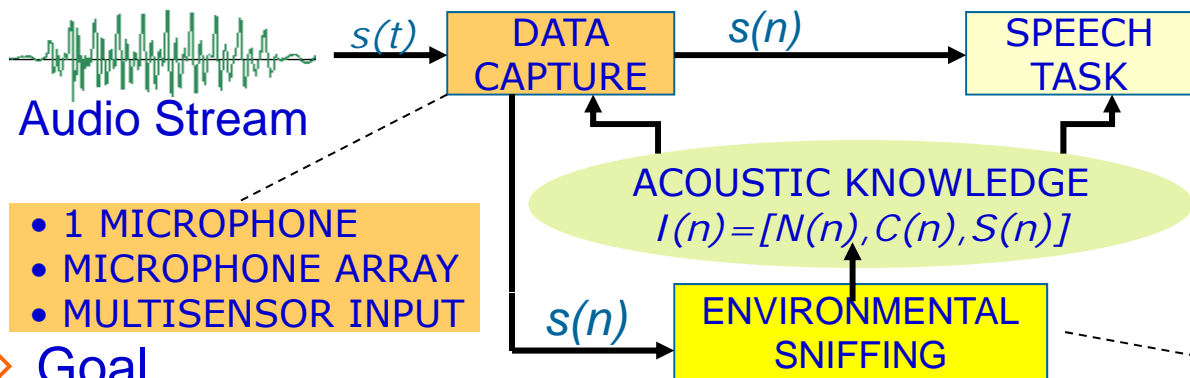 s(t)
DATA
CAPTURE
s(n)
SPEECH
TASK
Audio Stream
ACOUSTIC KNOWLEDGE
I(n)=[N(n),C(n),S(n)]
• 1 MICROPHONE
• MICROPHONE ARRAY
• MULTISENSOR INPUT
s(n)
ENVIRONMENTAL
SNIFFING
Goal